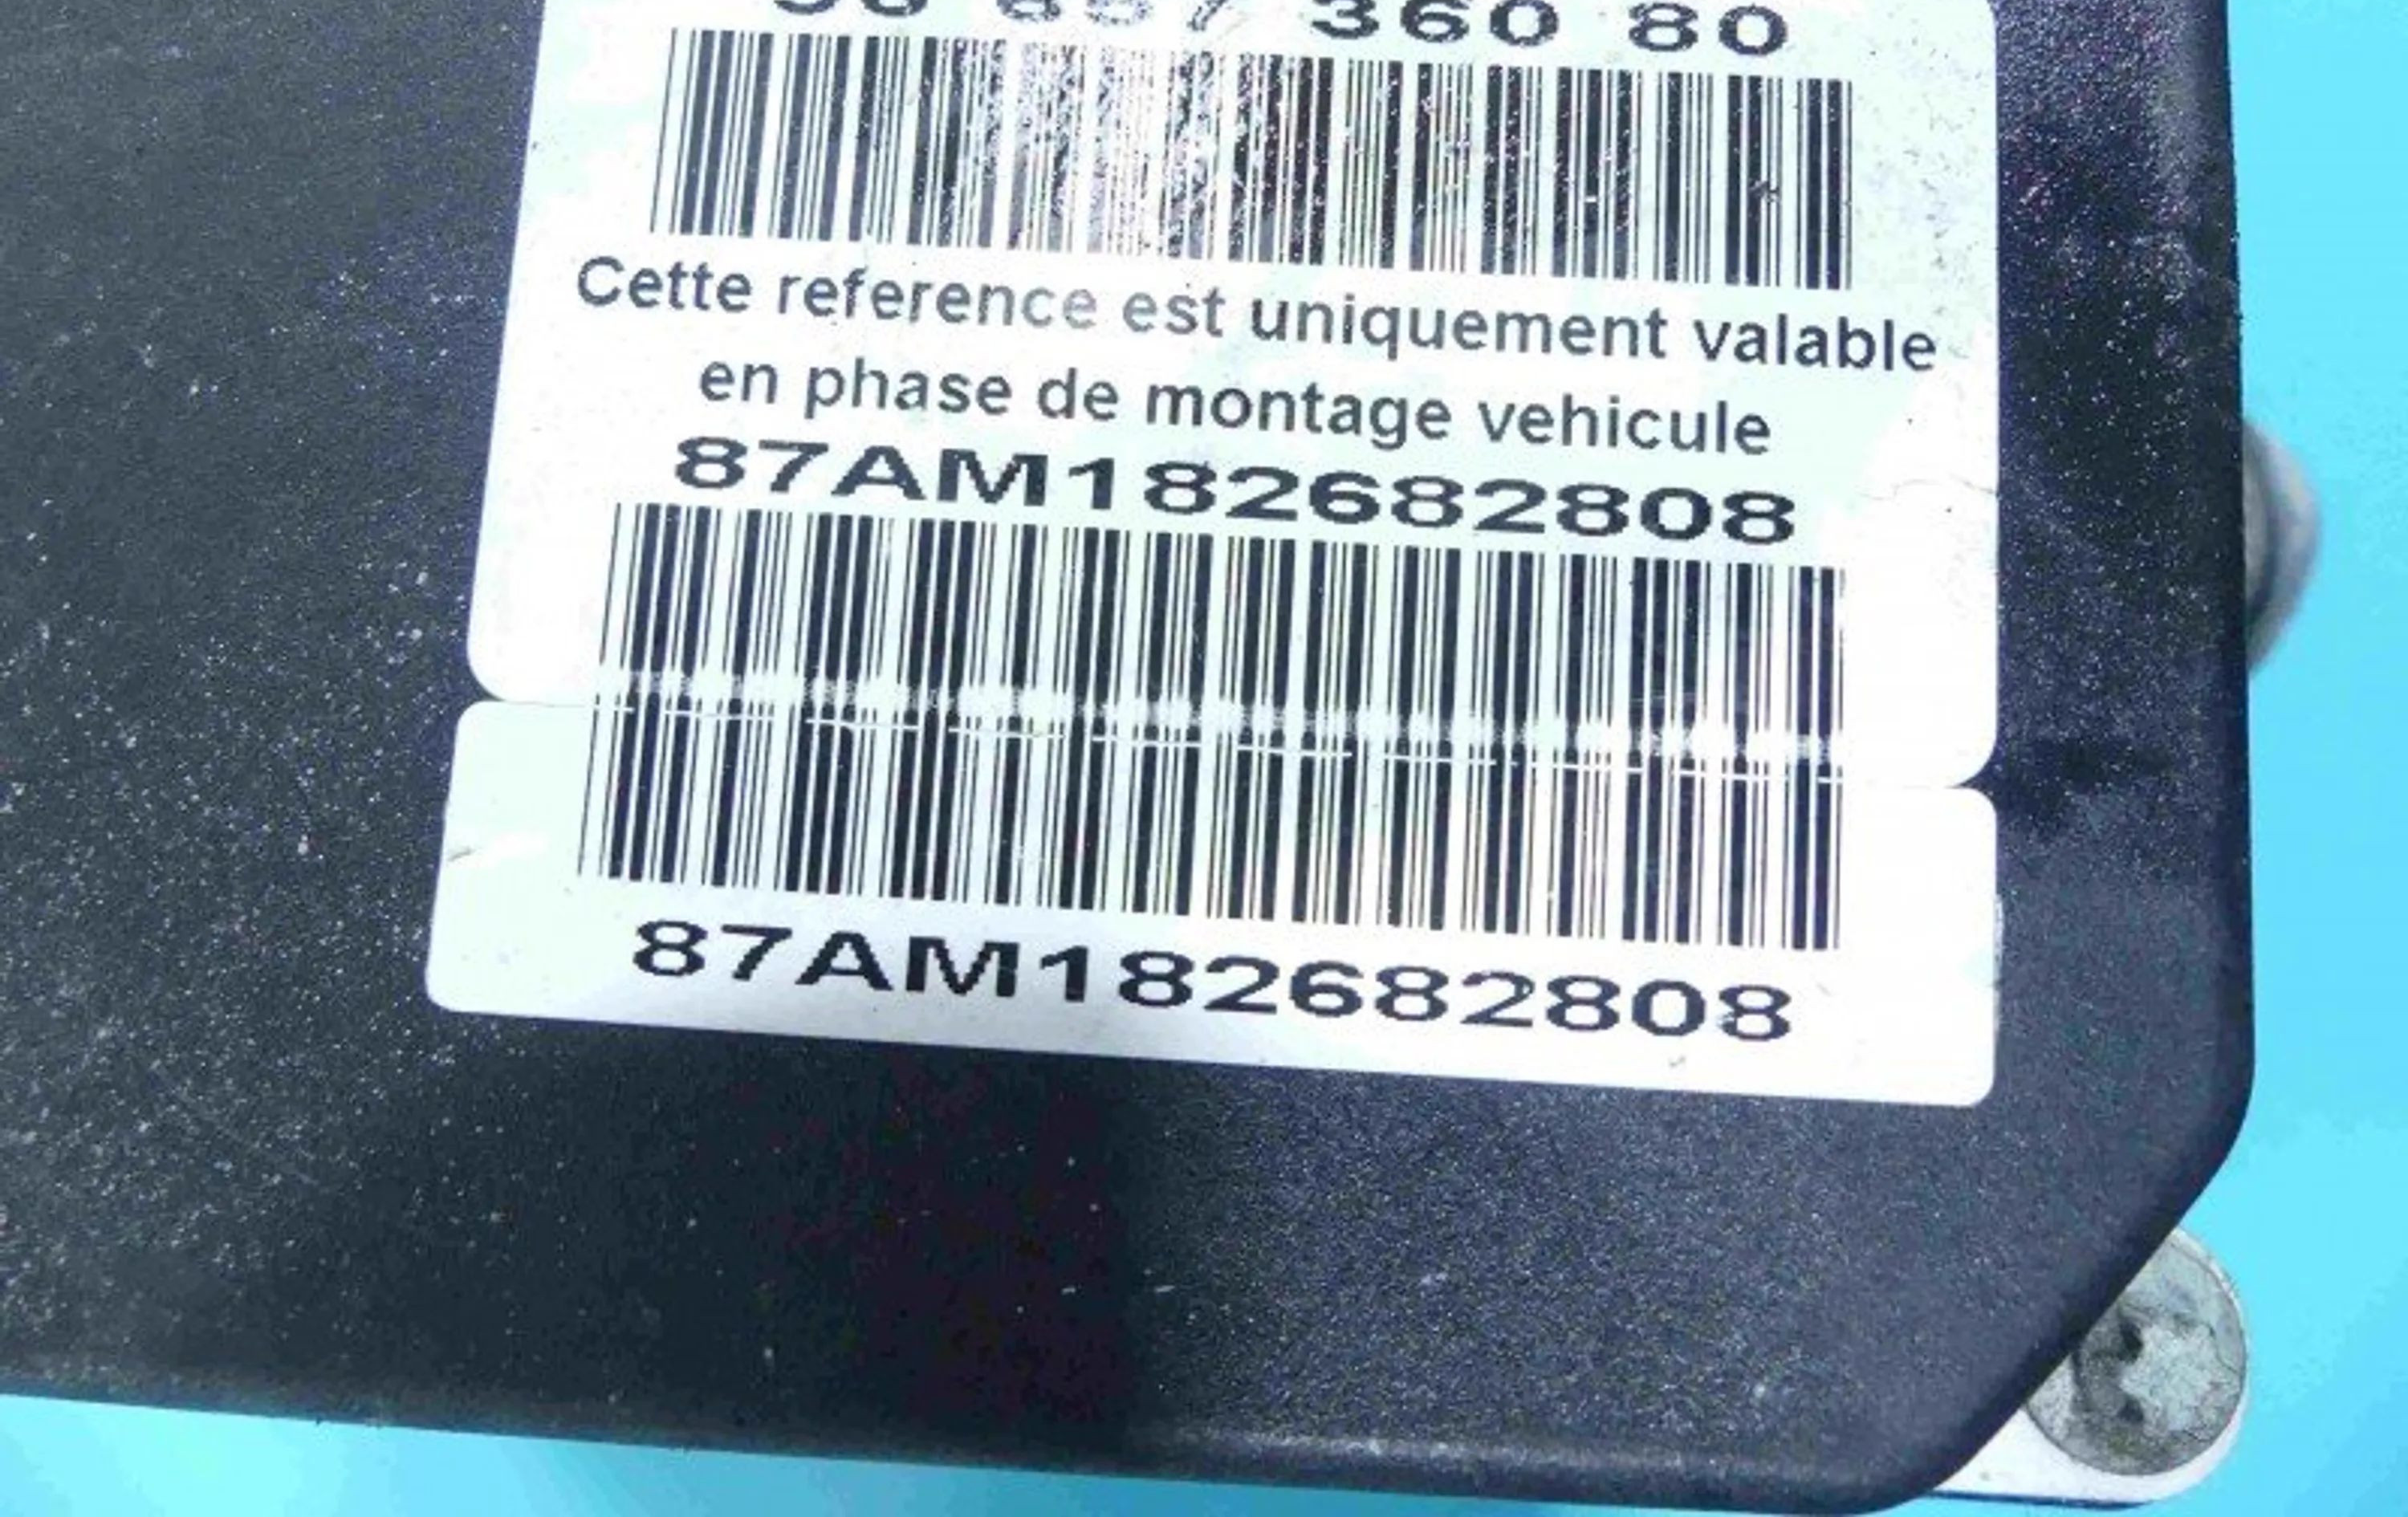 360 80
Cette reference est uniquement valable
en phase de montage vehicule
87AM182682808
87AM182682808